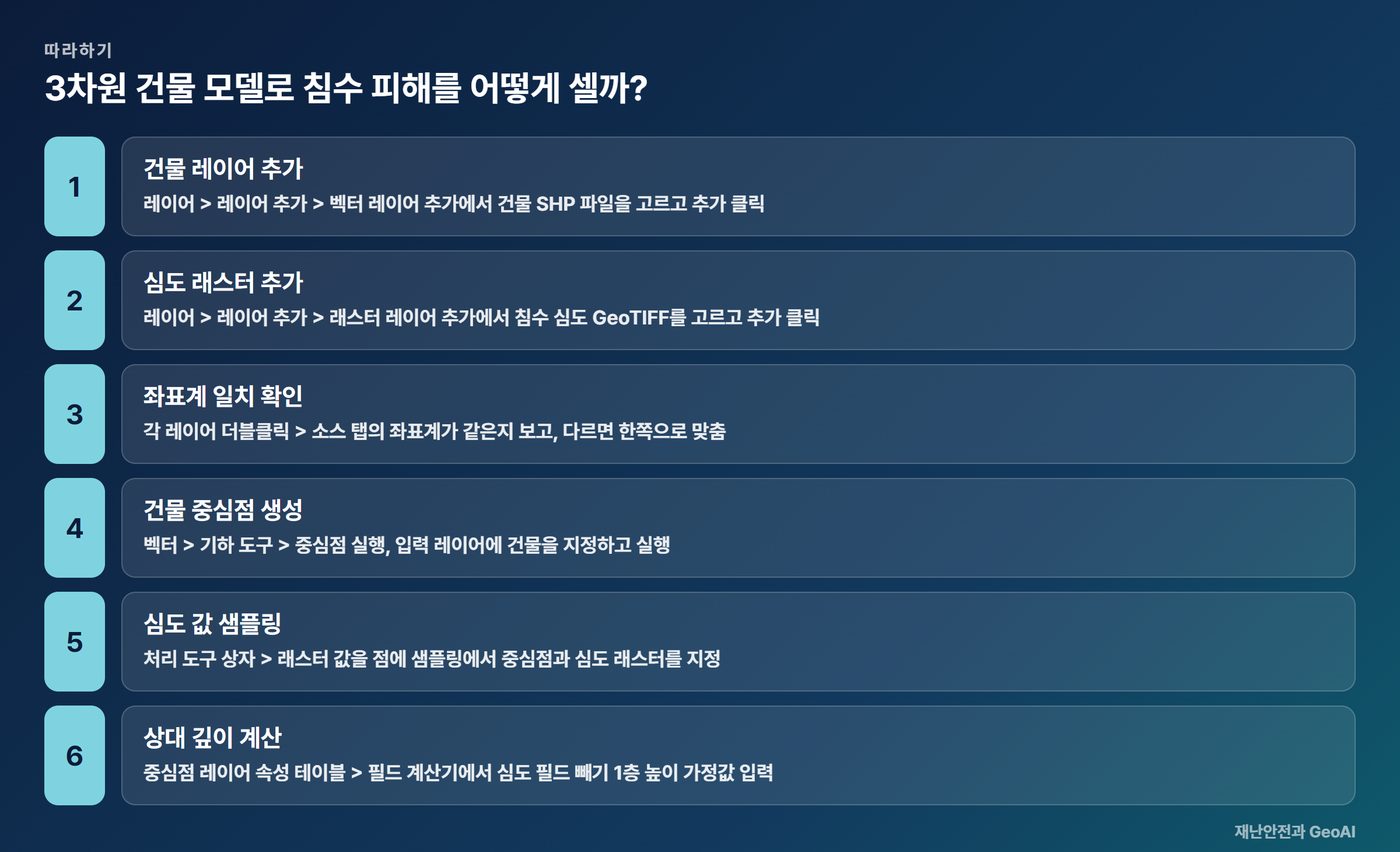 따라하기
3차원 건물 모델로 침수 피해를 어떻게 셀까?
1
건물 레이어 추가
레이어 > 레이어 추가 > 벡터 레이어 추가에서 건물 SHP 파일을 고르고 추가 클릭
2
심도 래스터 추가
레이어 > 레이어 추가 > 래스터 레이어 추가에서 침수 심도 GeoTIFF를 고르고 추가 클릭
3
좌표계 일치 확인
각 레이어 더블클릭 > 소스 탭의 좌표계가 같은지 보고, 다르면 한쪽으로 맞춤
4
건물 중심점 생성
벡터 > 기하 도구 > 중심점 실행, 입력 레이어에 건물을 지정하고 실행
5
심도 값 샘플링
처리 도구 상자 > 래스터 값을 점에 샘플링에서 중심점과 심도 래스터를 지정
6
상대 깊이 계산
중심점 레이어 속성 테이블 > 필드 계산기에서 심도 필드 빼기 1층 높이 가정값 입력
재난안전과 GeoAI